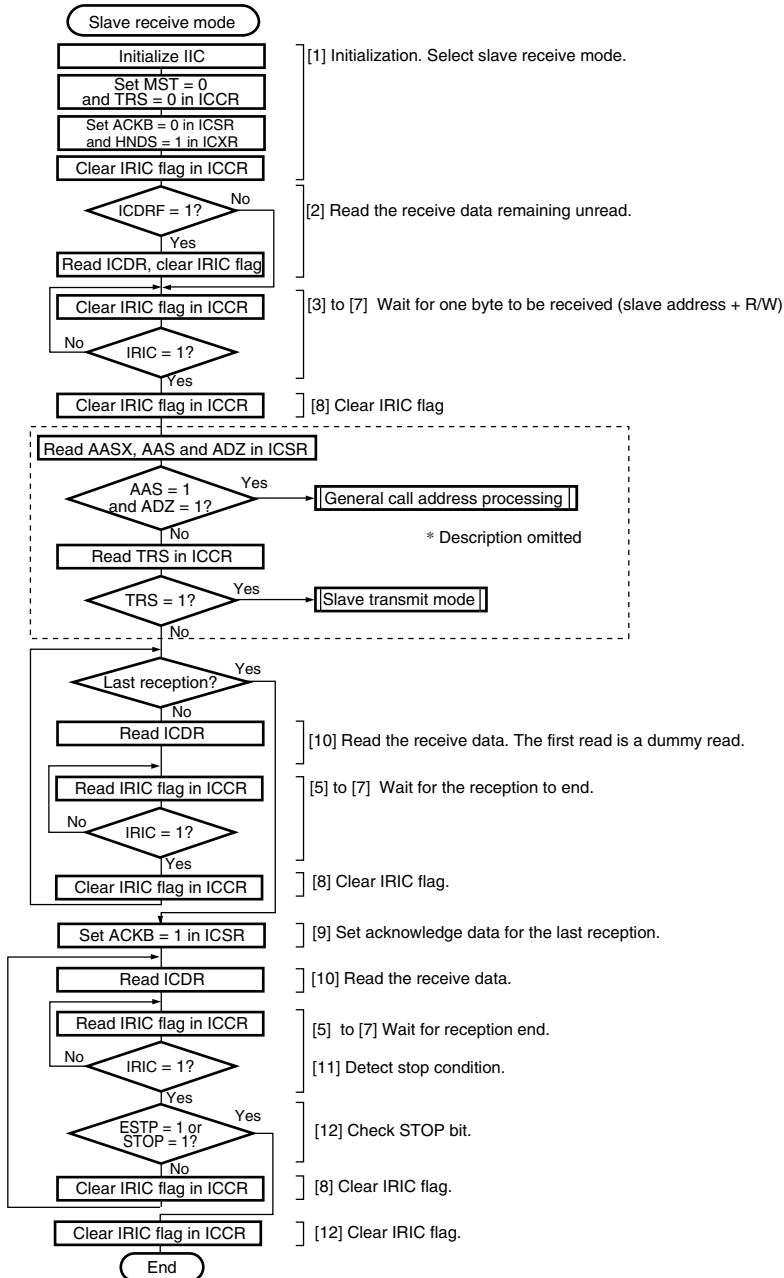 Slave receive mode
Initialize IIC
[1] Initialization. Select slave receive mode.
Set MST = 0
and TRS = 0 in ICCR
Set ACKB = 0 in ICSR
and HNDS = 1 in ICXR
Clear IRIC flag in ICCR
ICDRF = 1?
No
[2] Read the receive data remaining unread.
Yes
Read ICDR, clear IRIC flag
Clear IRIC flag in ICCR
[3] to [7] Wait for one byte to be received (slave address + R/W)
No
IRIC = 1?
Yes
Clear IRIC flag in ICCR
[8] Clear IRIC flag
Read AASX, AAS and ADZ in ICSR
AAS = 1
and ADZ = 1?
Yes
General call address processing
No
* Description omitted
Read TRS in ICCR
TRS = 1?
Yes
Slave transmit mode
No
Last reception?
Yes
No
Read ICDR
[10] Read the receive data. The first read is a dummy read.
Read IRIC flag in ICCR
[5] to [7] Wait for the reception to end.
No
IRIC = 1?
Yes
Clear IRIC flag in ICCR
[8] Clear IRIC flag.
Set ACKB = 1 in ICSR
[9] Set acknowledge data for the last reception.
Read ICDR
[10] Read the receive data.
Read IRIC flag in ICCR
[5] to [7] Wait for reception end.
No
IRIC = 1?
[11] Detect stop condition.
Yes
ESTP = 1 or
STOP = 1?
Yes
[12] Check STOP bit.
No
Clear IRIC flag in ICCR
[8] Clear IRIC flag.
Clear IRIC flag in ICCR
[12] Clear IRIC flag.
End